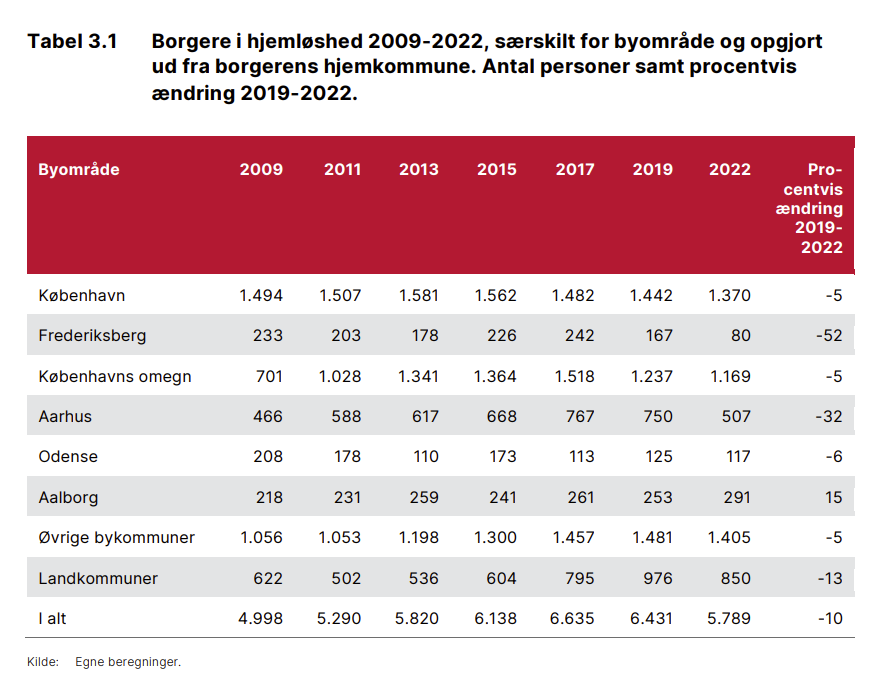 Tabel 3.1 Borgere i hjemløshed 2009-2022, særskilt for byområde og opgjort
ud fra borgerens hjemkommune. Antal personer samt procentvis
ændring 2019-2022.
Byområde 2009 2011 2013 2015 2017 2019 2022 Pro-
centvis
ændring
2019-
2022
København 1.494 1.507 1.581 1.562 1.482 1.442 1.370 -5
Frederiksberg 233 203 178 226 242 167 80 -52
Københavns omegn 701 1.028 1.341 1.364 1.518 1.237 1.169 -5
Aarhus 466 588 617 668 767 750 507 -32
Odense 208 178 110 173 113 125 117 -6
Aalborg 218 231 259 241 261 253 291 15
Øvrige bykommuner 1.056 1.053 1.198 1.300 1.457 1.481 1.405 -5
Landkommuner 622 502 536 604 795 976 850 -13
I alt 4.998 5.290 5.820 6.138 6.635 6.431 5.789 -10
Kilde: Egne beregninger.